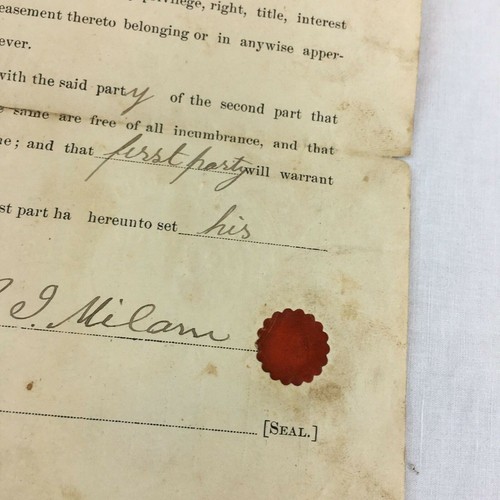 right, title, interest
easement thereto belonging or in anywise apper-
ever.
with the said party of the second part that
same are free of all incumbrance, and that
; and that first party will warrant
st part ha hereunto set his
J. Milam
[SEAL.]